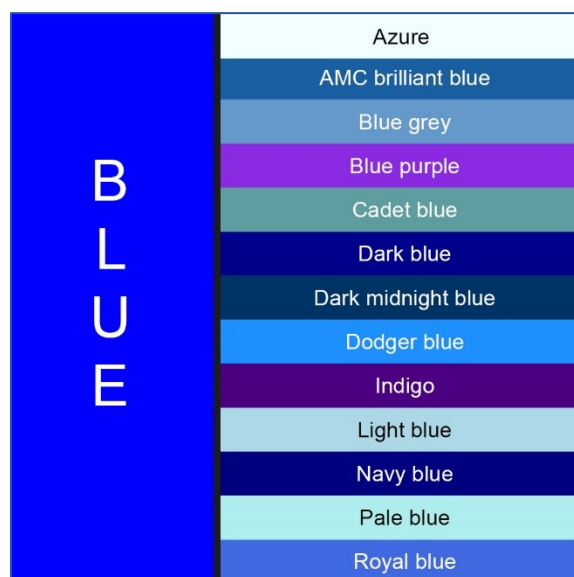 B
L
U
E
Azure
AMC brilliant blue
Blue grey
Blue purple
Cadet blue
Dark blue
Dark midnight blue
Dodger blue
Indigo
Light blue
Navy blue
Pale blue
Royal blue